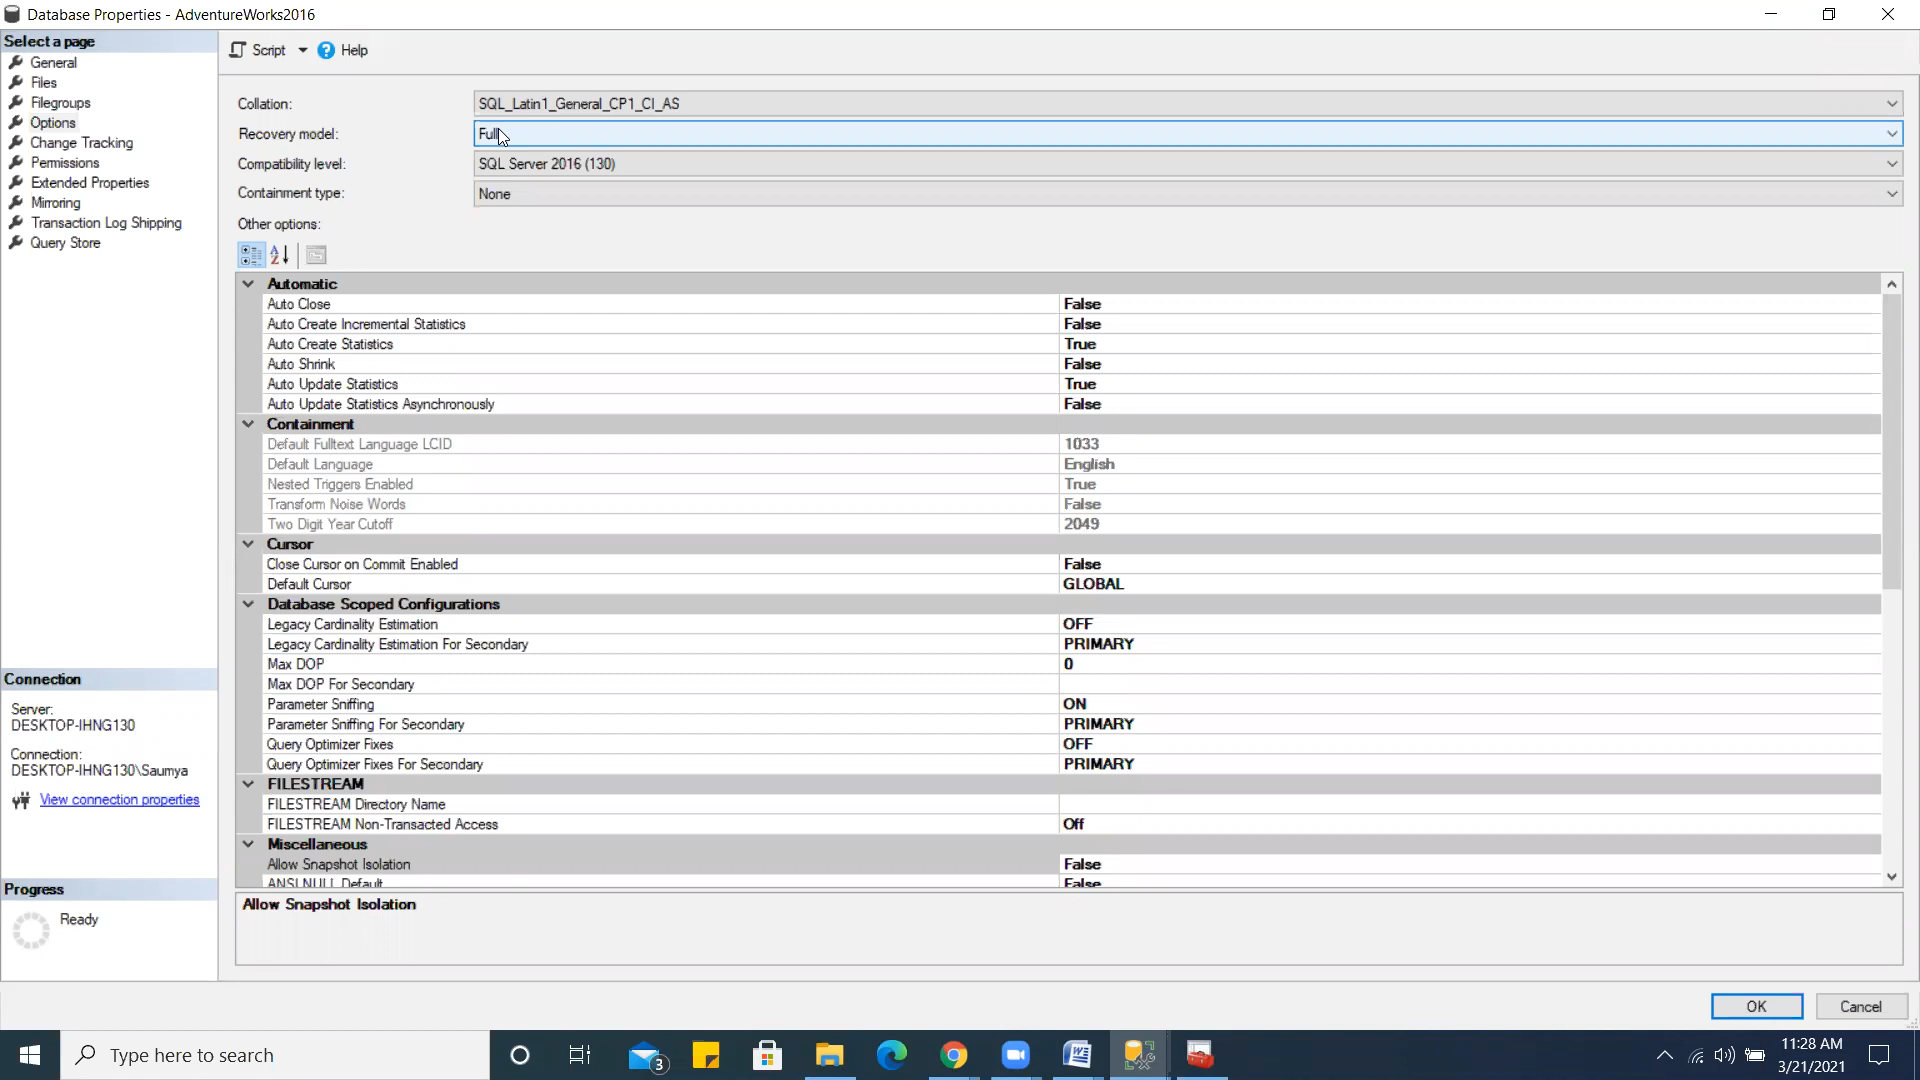 Database Properties - AdventureWorks2016
Select a page
General
Files
Filegroups
Options
Change Tracking
Permissions
Extended Properties
Mirroring
Transaction Log Shipping
Query Store
Connection
Server:
DESKTOP-IHNG130
Connection:
DESKTOP-IHNG130\Saumya
View connection properties
Progress
Ready
Script
Help
Collation: SQL_Latin1_General_CP1_CI_AS
Recovery model: Full
Compatibility level: SQL Server 2016 (130)
Containment type: None
Other options:
Automatic
Auto Close False
Auto Create Incremental Statistics False
Auto Create Statistics True
Auto Shrink False
Auto Update Statistics True
Auto Update Statistics Asynchronously False
Containment
Default Fulltext Language LCID 1033
Default Language English
Nested Triggers Enabled True
Transform Noise Words False
Two Digit Year Cutoff 2049
Cursor
Close Cursor on Commit Enabled False
Default Cursor GLOBAL
Database Scoped Configurations
Legacy Cardinality Estimation OFF
Legacy Cardinality Estimation For Secondary PRIMARY
Max DOP 0
Max DOP For Secondary
Parameter Sniffing ON
Parameter Sniffing For Secondary PRIMARY
Query Optimizer Fixes OFF
Query Optimizer Fixes For Secondary PRIMARY
FILESTREAM
FILESTREAM Directory Name
FILESTREAM Non-Transacted Access Off
Miscellaneous
Allow Snapshot Isolation False
ANSI NULL Default False
Allow Snapshot Isolation
OK Cancel
Type here to search
3
11:28 AM
3/21/2021